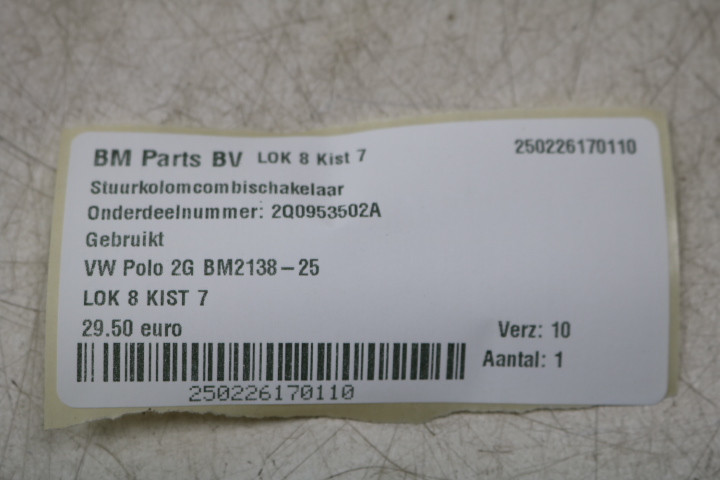 BM Parts BV LOK 8 Kist 7 250226170110
Stuurkolomcombischakelaar
Onderdeelnummer: 2Q0953502A
Gebruikt
VW Polo 2G BM2138-25
LOK 8 KIST 7
29.50 euro Verz: 10
Aantal: 1
250226170110